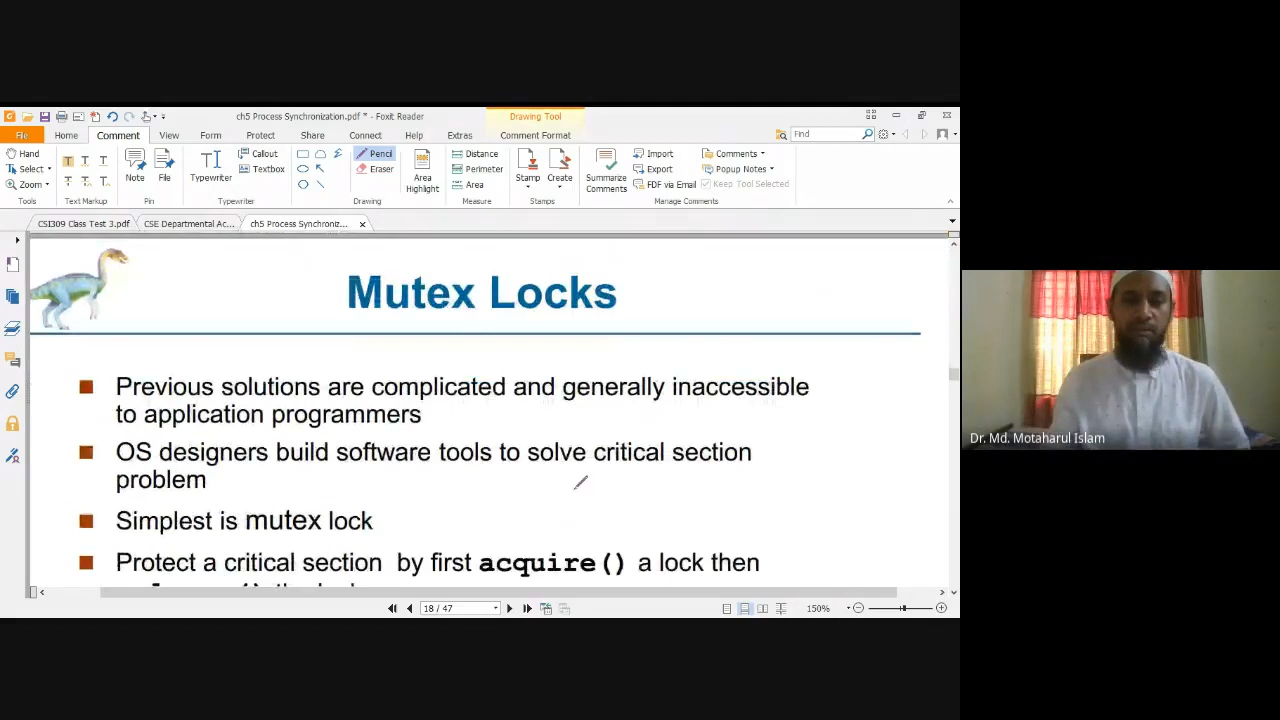 ch5 Process Synchronization.pdf * - Foxit Reader
Drawing Tool
File Home Comment View Form Protect Share Connect Help Extras Comment Format
Find
Hand
Select
Zoom
Tools
Text Markup
Note
File
Pin
Typewriter
Callout
Textbox
Typewriter
Pencil
Eraser
Drawing
Area
Highlight
Distance
Perimeter
Area
Measure
Stamp
Create
Stamps
Summarize
Comments
Import
Export
FDF via Email
Comments
Popup Notes
Keep Tool Selected
Manage Comments
CSI309 Class Test 3.pdf
CSE Departmental Ac...
ch5 Process Synchroniz...
Mutex Locks
Previous solutions are complicated and generally inaccessible
to application programmers
OS designers build software tools to solve critical section
problem
Simplest is mutex lock
Protect a critical section by first acquire() a lock then
18 / 47
150%
Dr. Md. Motaharul Islam